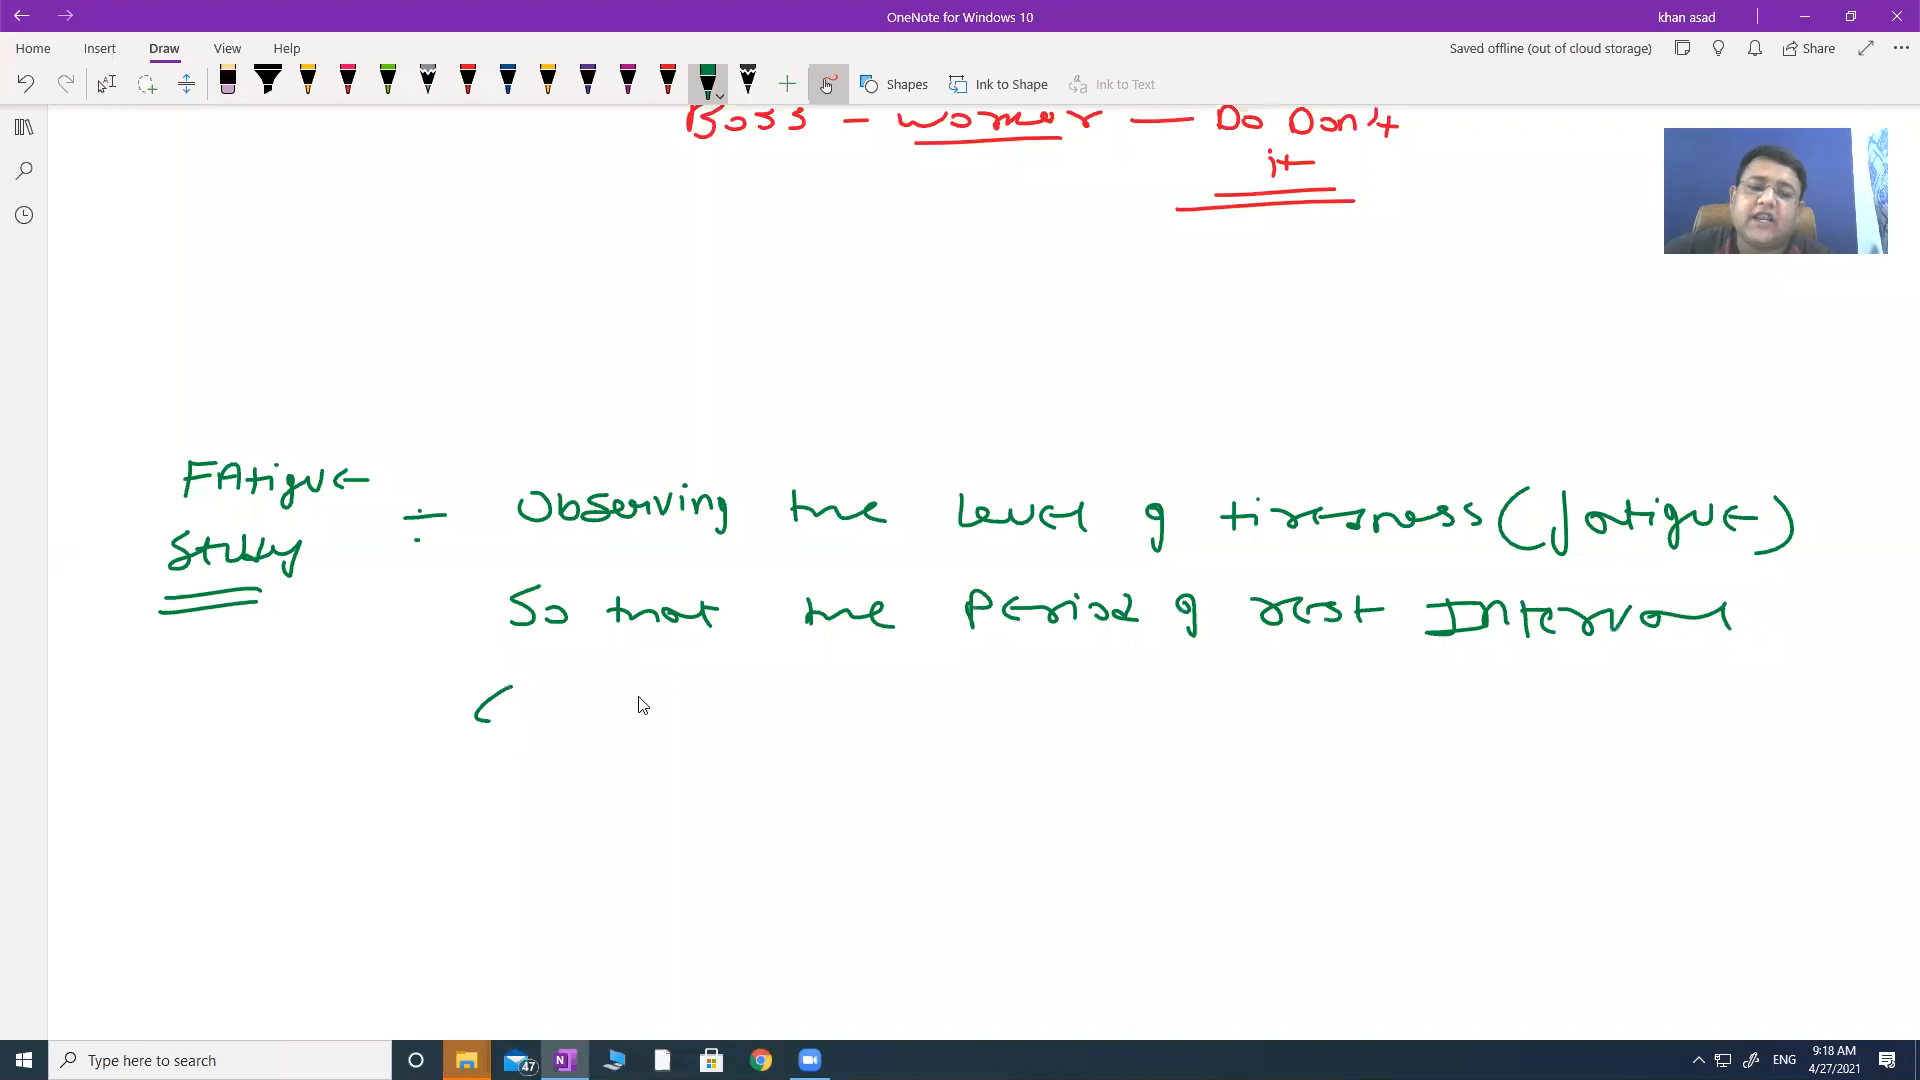 OneNote for Windows 10
khan asad
Home Insert Draw View Help
Saved offline (out of cloud storage)
Share
Shapes
Ink to Shape
Ink to Text
Boss - worker — Do Don't
it
FAtigue
Study
÷ Observing the level of tiredness (fatigue)
So that the Period of rest Interval
(
Type here to search
47
ENG
9:18 AM
4/27/2021